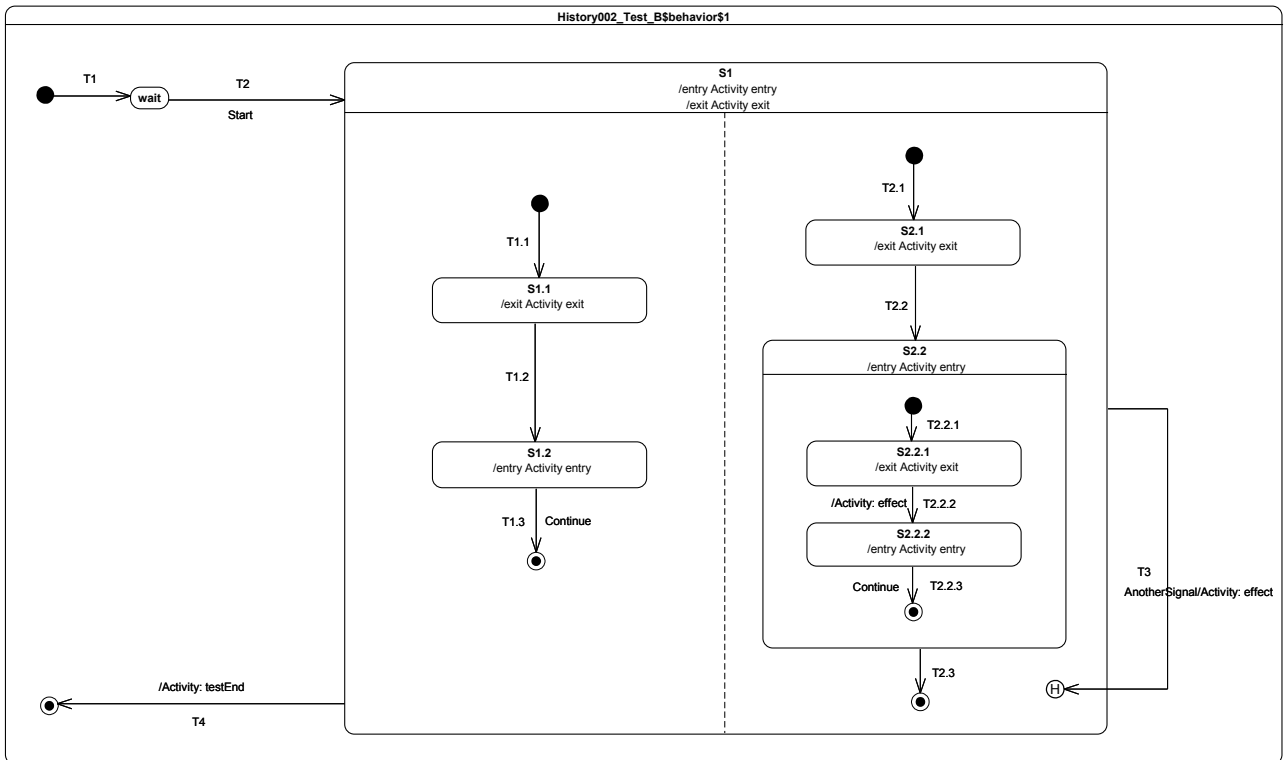 History002_Test_B$behavior$1
T1
wait
T2
Start
S1
/entry Activity entry
/exit Activity exit
T1.1
S1.1
/exit Activity exit
T1.2
S1.2
/entry Activity entry
T1.3
Continue
T2.1
S2.1
/exit Activity exit
T2.2
S2.2
/entry Activity entry
T2.2.1
S2.2.1
/exit Activity exit
/Activity: effect
T2.2.2
S2.2.2
/entry Activity entry
Continue
T2.2.3
T2.3
H
T3
AnotherSignal/Activity: effect
/Activity: testEnd
T4